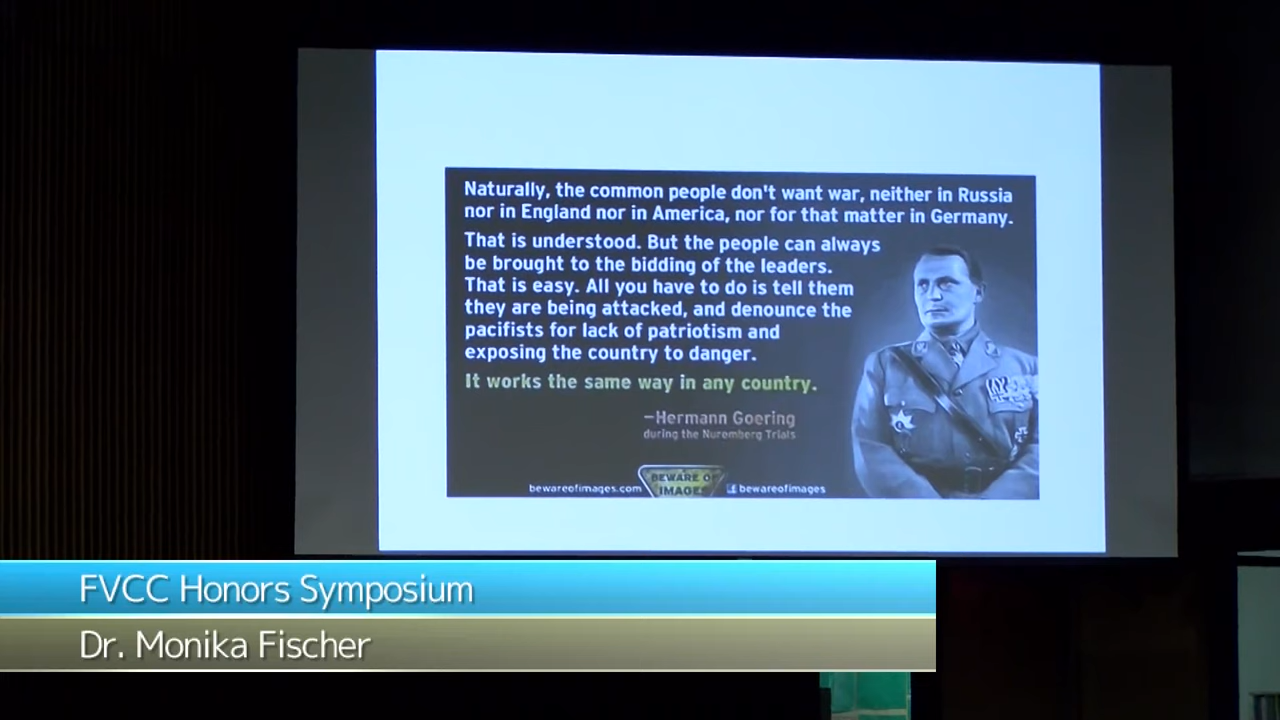 Naturally, the common people don't want war, neither in Russia
nor in England nor in America, nor for that matter in Germany.
That is understood. But the people can always
be brought to the bidding of the leaders.
That is easy. All you have to do is tell them
they are being attacked, and denounce the
pacifists for lack of patriotism and
exposing the country to danger.
It works the same way in any country.
—Hermann Goering
during the Nuremberg Trials
bewareofimages.com
BEWARE OF
IMAGES
f bewareofimages
FVCC Honors Symposium
Dr. Monika Fischer